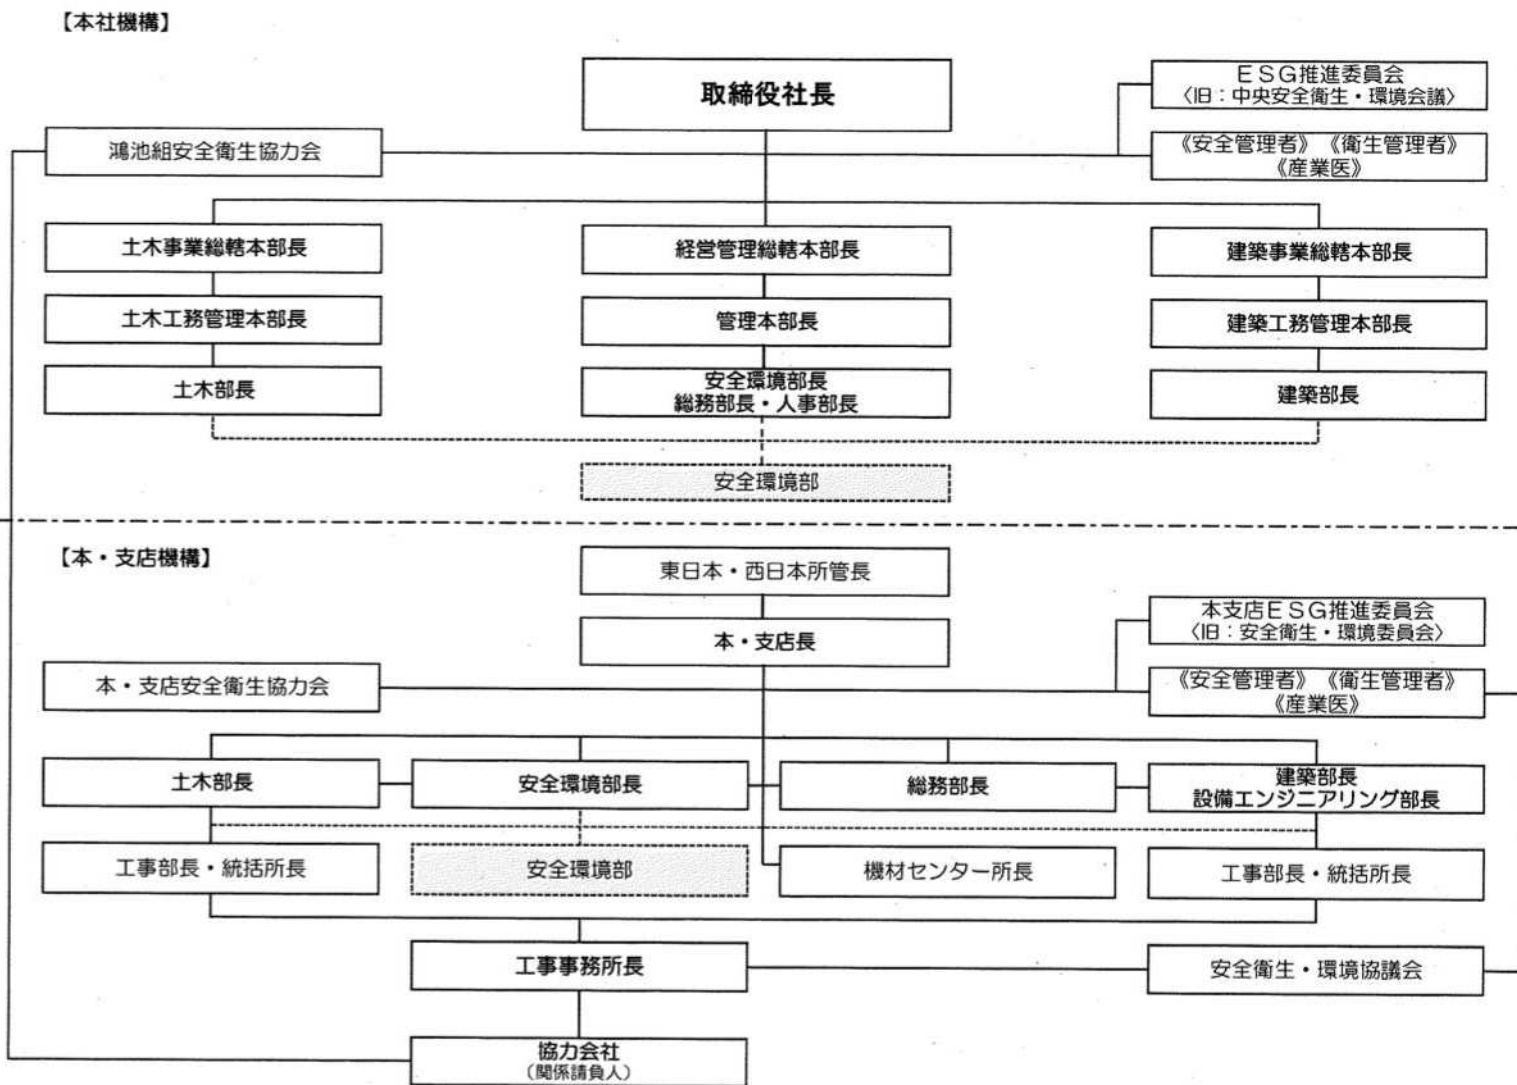 【本社機構】
取締役社長
ESG推進委員会
〈旧:中央安全衛生・環境会議〉
鴻池組安全衛生協力会
《安全管理者》《衛生管理者》
《産業医》
土木事業総轄本部長
経営管理総轄本部長
建築事業総轄本部長
土木工務管理本部長
管理本部長
建築工務管理本部長
土木部長
安全環境部長
総務部長・人事部長
建築部長
安全環境部
【本・支店機構】
東日本・西日本所管長
本・支店長
本支店ESG推進委員会
〈旧:安全衛生・環境委員会〉
本・支店安全衛生協力会
《安全管理者》《衛生管理者》
《産業医》
土木部長
安全環境部長
総務部長
建築部長
設備エンジニアリング部長
工事部長・統括所長
安全環境部
機材センター所長
工事部長・統括所長
工事事務所長
安全衛生・環境協議会
協力会社
(関係請負人)